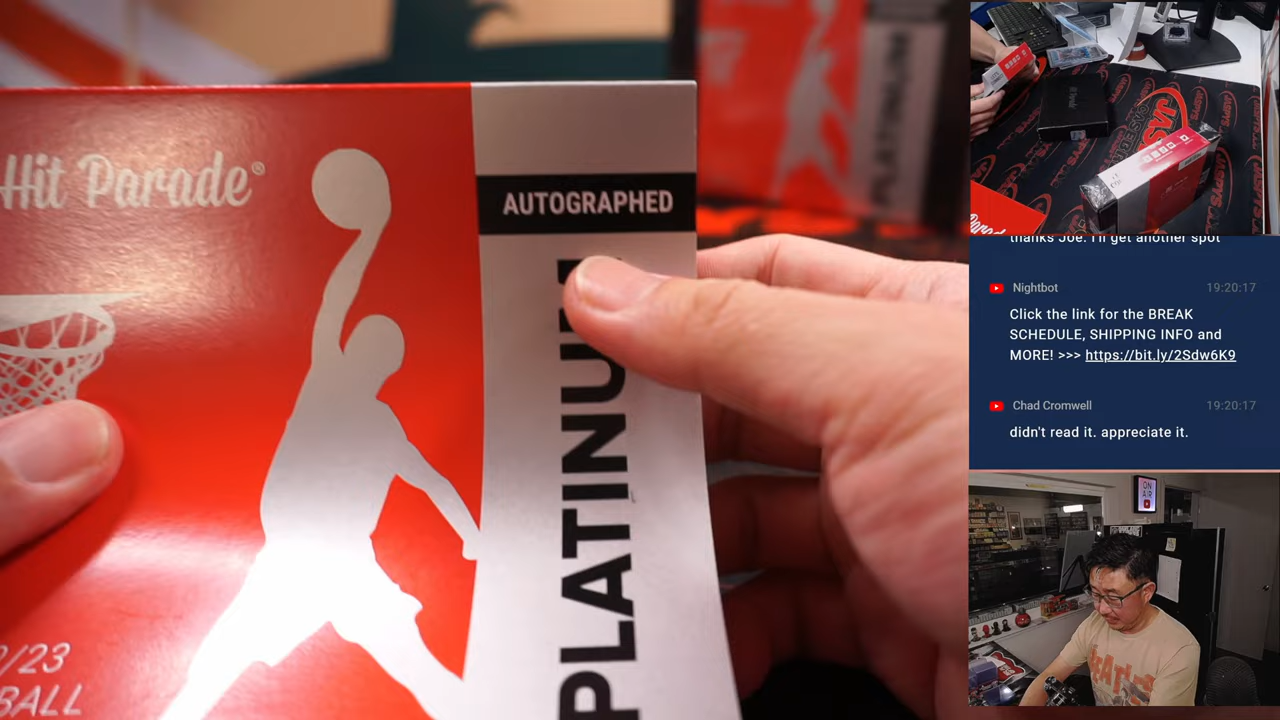 Hit Parade®
AUTOGRAPHED
PLATINUM
/23
BALL
PLATINUM
thanks Joe. I'll get another spot
Nightbot
19:20:17
Click the link for the BREAK
SCHEDULE, SHIPPING INFO and
MORE! >>> https://bit.ly/2Sdw6K9
Chad Cromwell
19:20:17
didn't read it. appreciate it.
ON
AIR